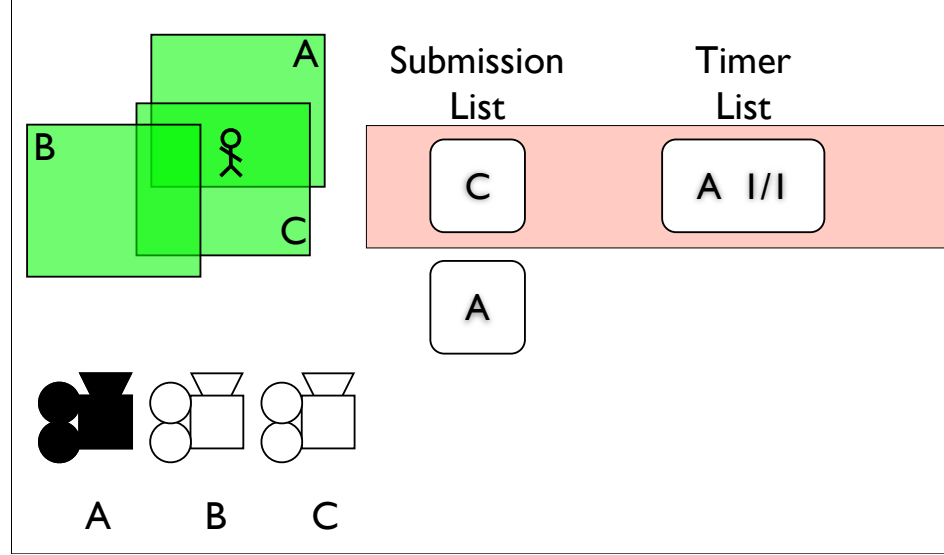 A
B
C
Submission
List
Timer
List
C
A 1/1
A
A B C